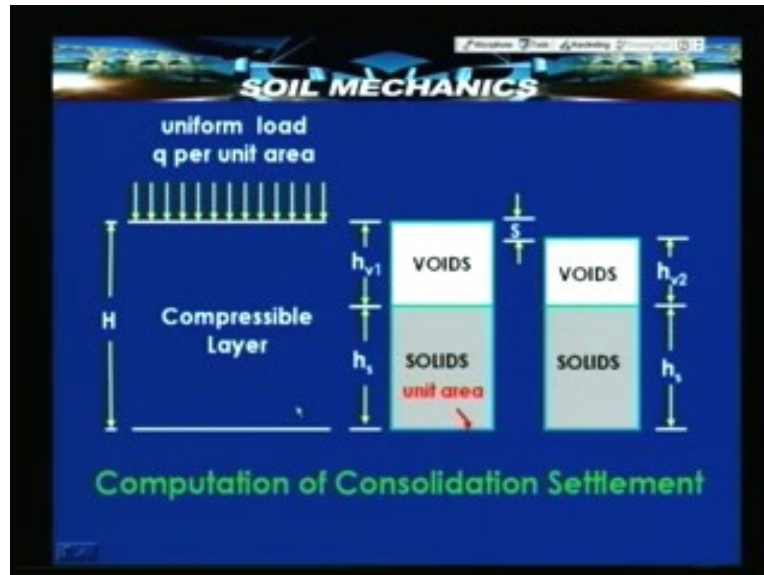 SOIL MECHANICS
uniform load
q per unit area
H
Compressible
Layer
h_v1
h_s
VOIDS
SOLIDS
unit area
S
VOIDS
SOLIDS
h_v2
h_s
Computation of Consolidation Settlement